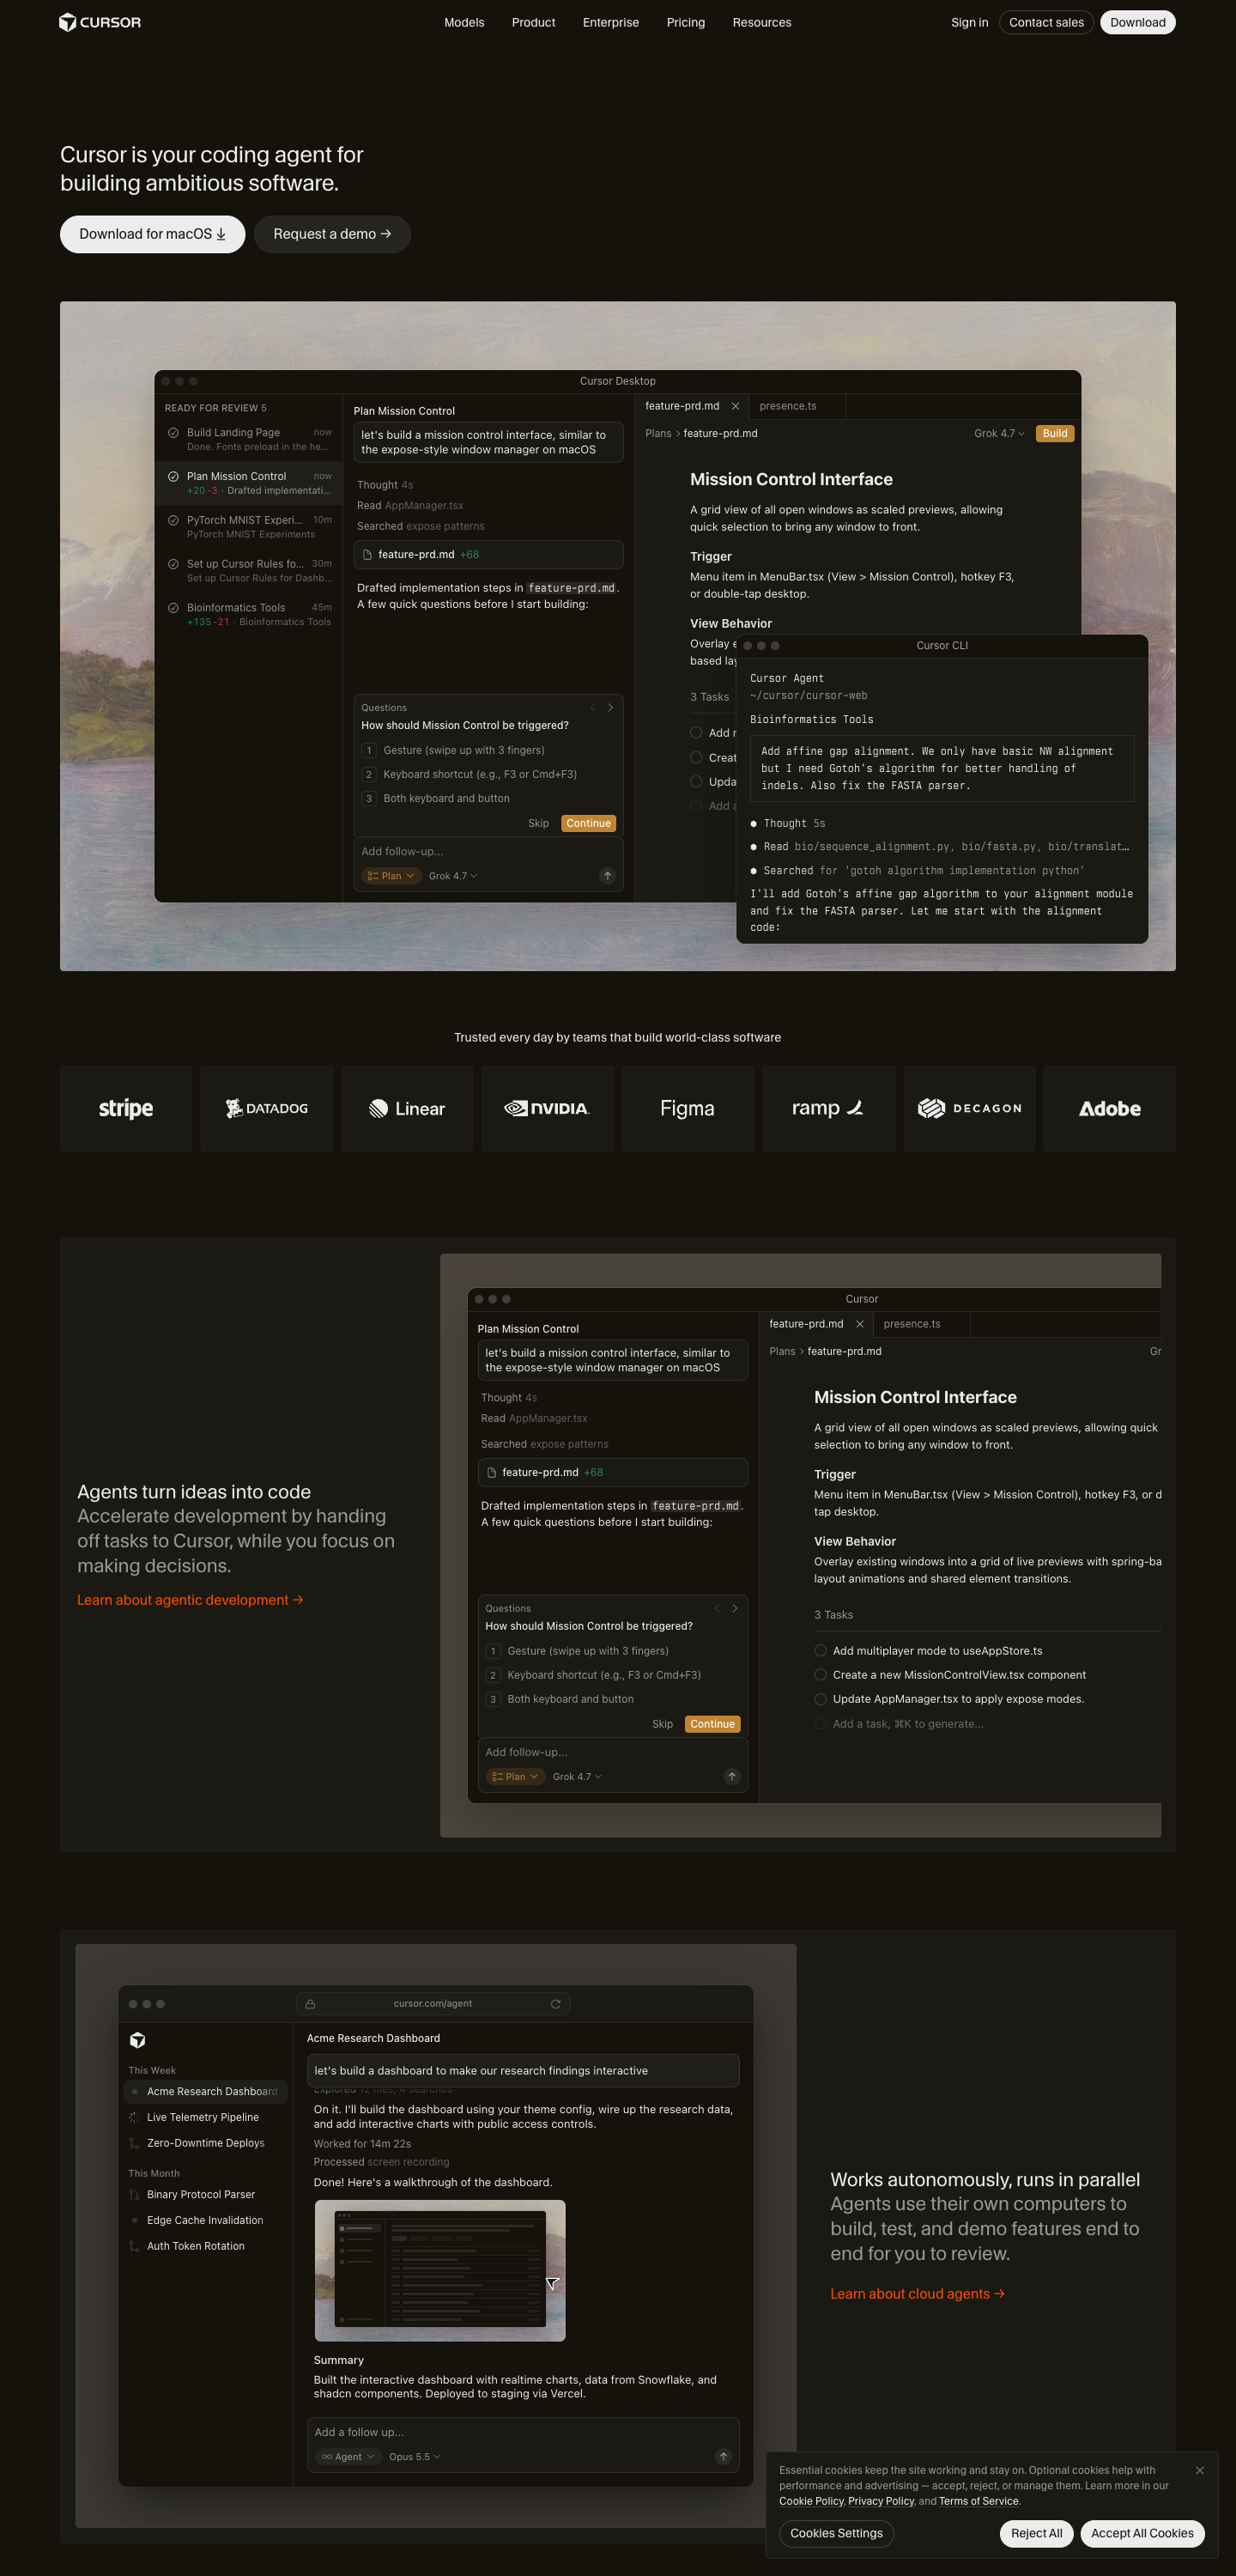 CURSOR
Models
Product
Enterprise
Pricing
Resources
Sign in
Contact sales
Download
Cursor is your coding agent for
building ambitious software.
Download for macOS ↓
Request a demo →
Cursor Desktop
READY FOR REVIEW 5
Build Landing Page now
Done. Fonts preload in the he...
Plan Mission Control now
+20 -3 · Drafted implementati...
PyTorch MNIST Experi... 10m
PyTorch MNIST Experiments
Set up Cursor Rules fo... 30m
Set up Cursor Rules for Dashb...
Bioinformatics Tools 45m
+135 -21 · Bioinformatics Tools
Plan Mission Control
let's build a mission control interface, similar to
the expose-style window manager on macOS
Thought 4s
Read AppManager.tsx
Searched expose patterns
feature-prd.md +68
Drafted implementation steps in feature-prd.md.
A few quick questions before I start building:
Questions
How should Mission Control be triggered?
1 Gesture (swipe up with 3 fingers)
2 Keyboard shortcut (e.g., F3 or Cmd+F3)
3 Both keyboard and button
Skip
Continue
Add follow-up...
Plan
Grok 4.7
feature-prd.md
presence.ts
Plans > feature-prd.md
Grok 4.7
Build
Mission Control Interface
A grid view of all open windows as scaled previews, allowing
quick selection to bring any window to front.
Trigger
Menu item in MenuBar.tsx (View > Mission Control), hotkey F3,
or double-tap desktop.
View Behavior
Overlay e
based lay
3 Tasks
Add r
Creat
Upda
Add a
Cursor CLI
Cursor Agent
~/cursor/cursor-web
Bioinformatics Tools
Add affine gap alignment. We only have basic NW alignment
but I need Gotoh's algorithm for better handling of
indels. Also fix the FASTA parser.
Thought 5s
Read bio/sequence_alignment.py, bio/fasta.py, bio/translat…
Searched for 'gotoh algorithm implementation python'
I'll add Gotoh's affine gap algorithm to your alignment module
and fix the FASTA parser. Let me start with the alignment
code:
Trusted every day by teams that build world-class software
stripe
DATADOG
Linear
NVIDIA.
Figma
ramp
DECAGON
Adobe
Agents turn ideas into code
Accelerate development by handing
off tasks to Cursor, while you focus on
making decisions.
Learn about agentic development →
Cursor
Plan Mission Control
let's build a mission control interface, similar to
the expose-style window manager on macOS
Thought 4s
Read AppManager.tsx
Searched expose patterns
feature-prd.md +68
Drafted implementation steps in feature-prd.md.
A few quick questions before I start building:
Questions
How should Mission Control be triggered?
1 Gesture (swipe up with 3 fingers)
2 Keyboard shortcut (e.g., F3 or Cmd+F3)
3 Both keyboard and button
Skip
Continue
Add follow-up...
Plan
Grok 4.7
feature-prd.md
presence.ts
Plans > feature-prd.md
Gr
Mission Control Interface
A grid view of all open windows as scaled previews, allowing quick
selection to bring any window to front.
Trigger
Menu item in MenuBar.tsx (View > Mission Control), hotkey F3, or d
tap desktop.
View Behavior
Overlay existing windows into a grid of live previews with spring-ba
layout animations and shared element transitions.
3 Tasks
Add multiplayer mode to useAppStore.ts
Create a new MissionControlView.tsx component
Update AppManager.tsx to apply expose modes.
Add a task, ⌘K to generate...
cursor.com/agent
This Week
Acme Research Dashboard
Live Telemetry Pipeline
Zero-Downtime Deploys
This Month
Binary Protocol Parser
Edge Cache Invalidation
Auth Token Rotation
Acme Research Dashboard
let's build a dashboard to make our research findings interactive
Explored 12 files, 4 searches
On it. I'll build the dashboard using your theme config, wire up the research data,
and add interactive charts with public access controls.
Worked for 14m 22s
Processed screen recording
Done! Here's a walkthrough of the dashboard.
Summary
Built the interactive dashboard with realtime charts, data from Snowflake, and
shadcn components. Deployed to staging via Vercel.
Add a follow up...
Agent
Opus 5.5
Works autonomously, runs in parallel
Agents use their own computers to
build, test, and demo features end to
end for you to review.
Learn about cloud agents →
Essential cookies keep the site working and stay on. Optional cookies help with
performance and advertising — accept, reject, or manage them. Learn more in our
Cookie Policy, Privacy Policy, and Terms of Service.
Cookies Settings
Reject All
Accept All Cookies